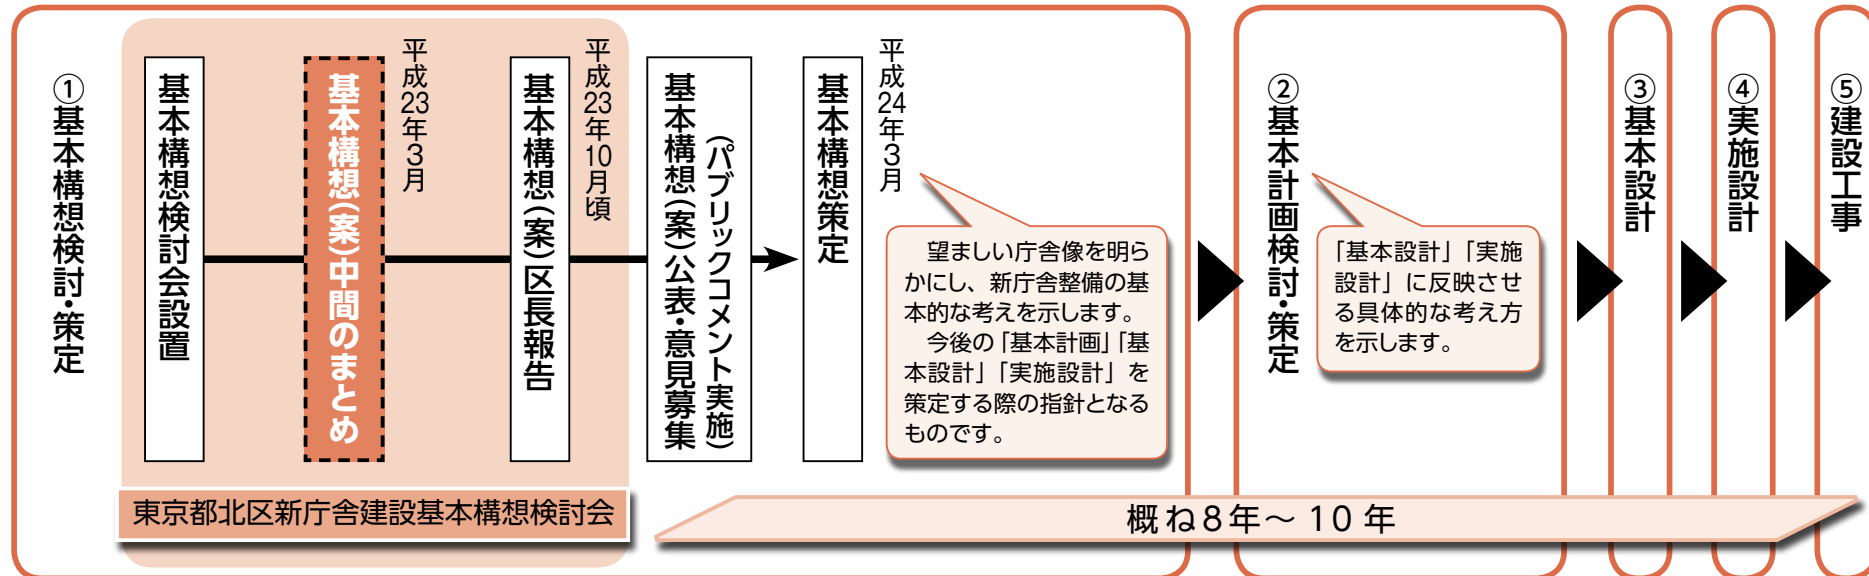 ①基本構想検討・策定
基本構想検討会設置
基本構想（案）中間のまとめ
平成23年3月
基本構想（案）区長報告
平成23年10月頃
基本構想（案）公表・意見募集
（パブリックコメント実施）
基本構想策定
平成24年3月
望ましい庁舎像を明ら
かにし、新庁舎整備の基
本的な考えを示します。
今後の「基本計画」「基
本設計」「実施設計」を
策定する際の指針となる
ものです。
②基本計画検討・策定
「基本設計」「実施
設計」に反映させ
る具体的な考え方
を示します。
③基本設計
④実施設計
⑤建設工事
東京都北区新庁舎建設基本構想検討会
概ね8年～10年